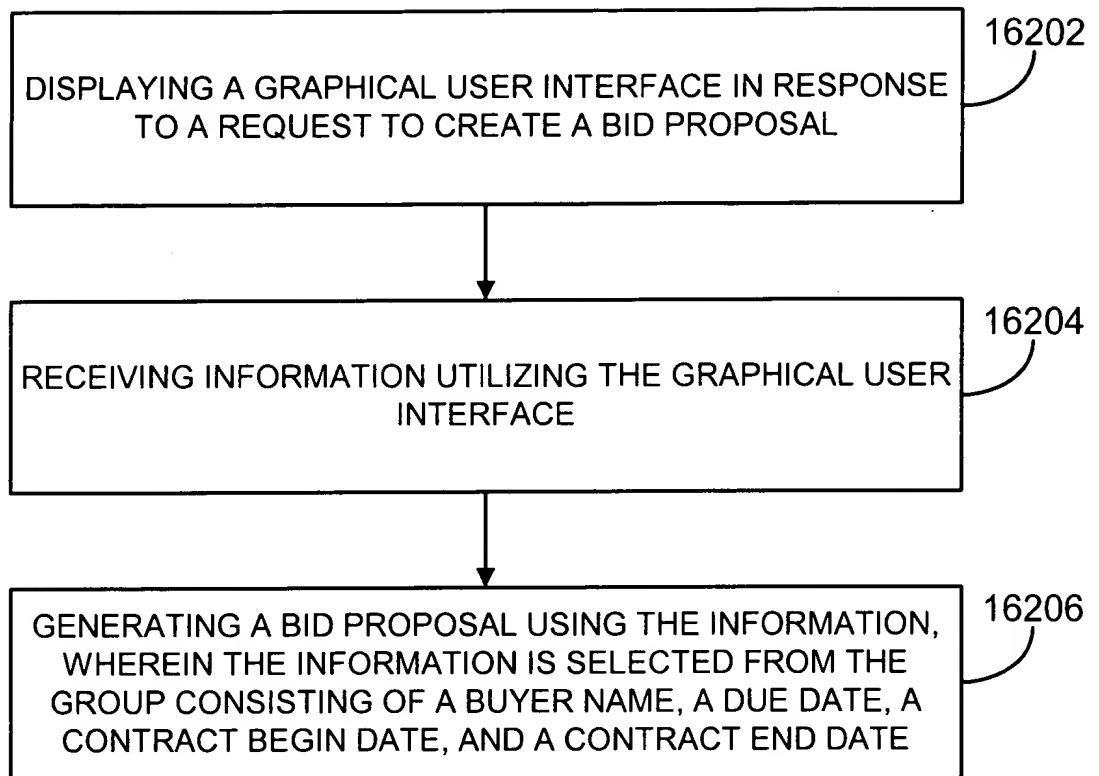 16202
DISPLAYING A GRAPHICAL USER INTERFACE IN RESPONSE
TO A REQUEST TO CREATE A BID PROPOSAL
16204
RECEIVING INFORMATION UTILIZING THE GRAPHICAL USER
INTERFACE
16206
GENERATING A BID PROPOSAL USING THE INFORMATION,
WHEREIN THE INFORMATION IS SELECTED FROM THE
GROUP CONSISTING OF A BUYER NAME, A DUE DATE, A
CONTRACT BEGIN DATE, AND A CONTRACT END DATE